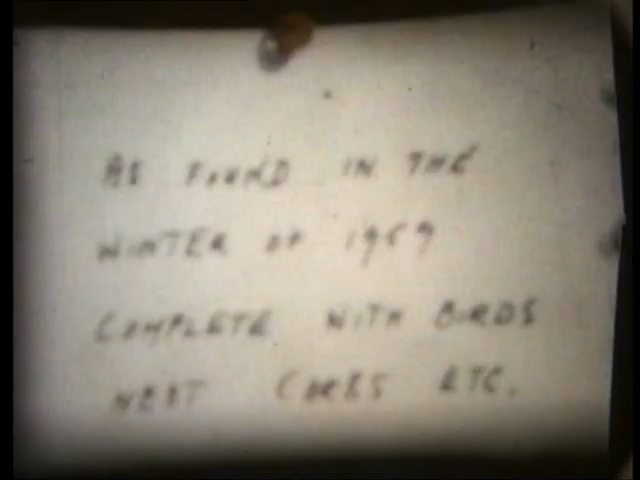 AS FOUND IN THE
WINTER OF 1959
COMPLETE WITH BIRDS
NEST ETC.